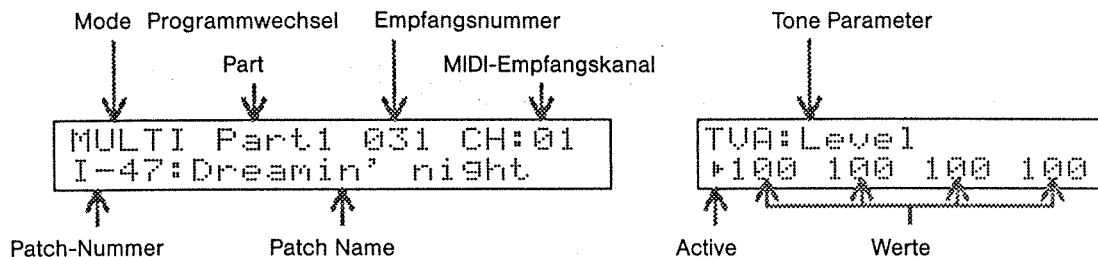 Mode Programmwechsel Empfangsnummer Tone Parameter
Part MIDI-Empfangskanal
MULTI Part1 031 CH:01
I-47:Dreamin' night
TVA:Level
▸100 100 100 100
Patch-Nummer Patch Name Active Werte